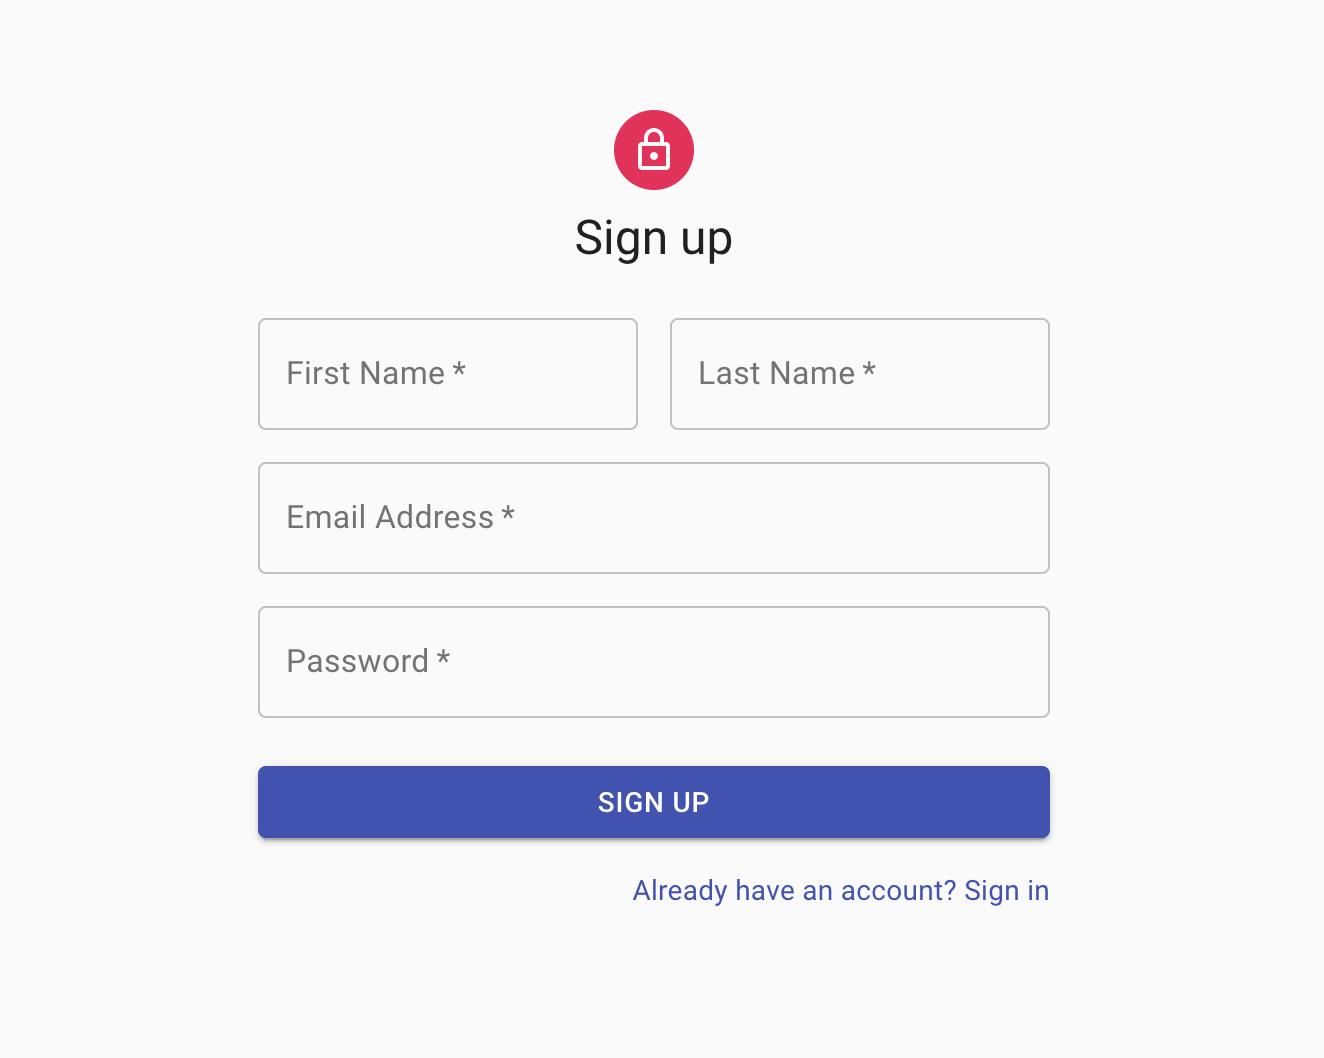 Sign up
First Name *
Last Name *
Email Address *
Password *
SIGN UP
Already have an account? Sign in